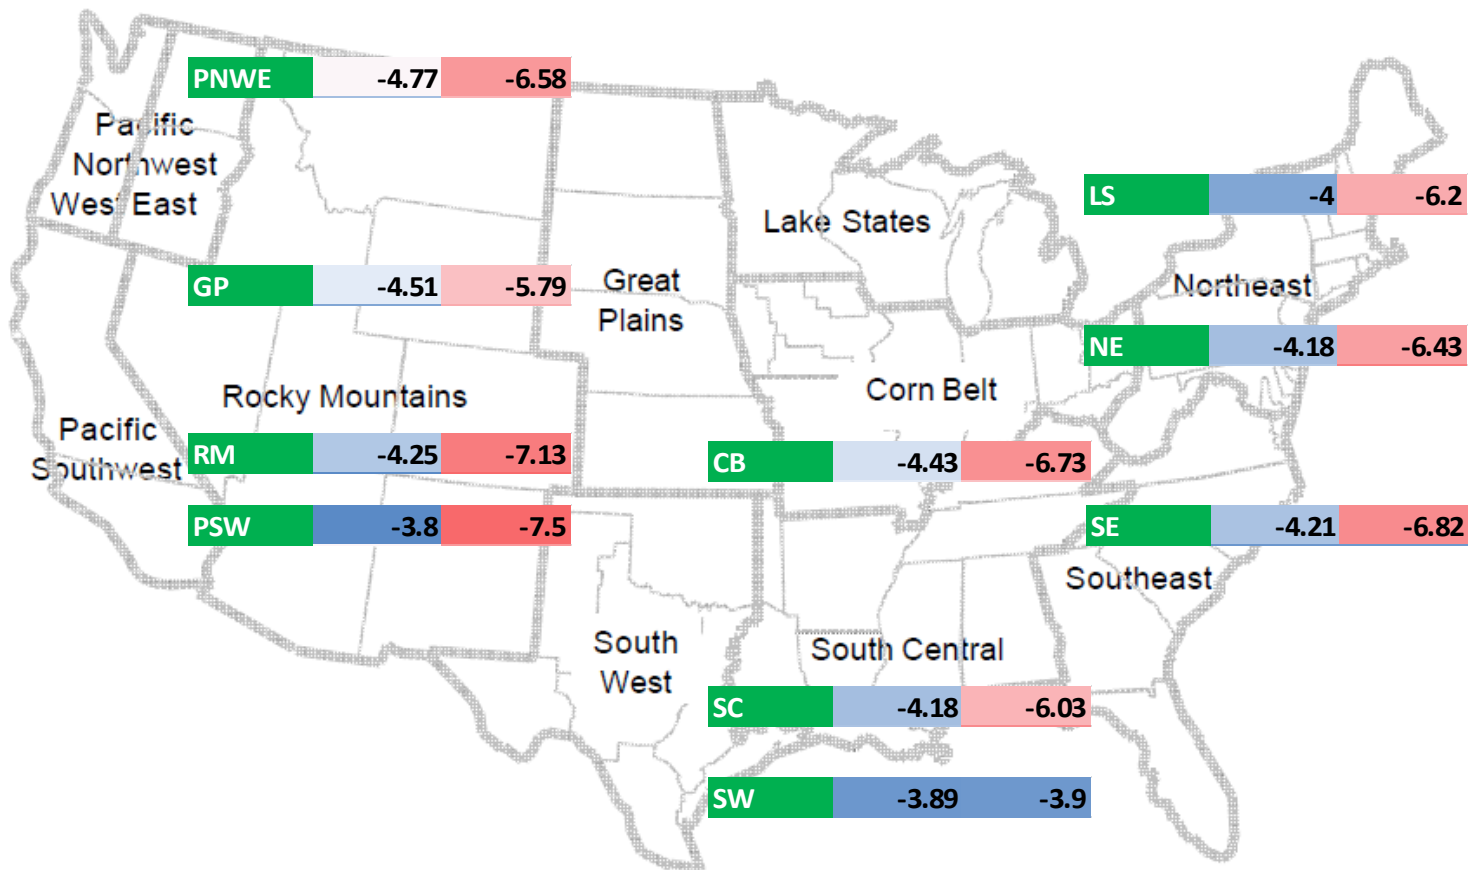 PNWE -4.77 -6.58
Pacific
Northwest
West East
LS -4 -6.2
Lake States
GP -4.51 -5.79
Great
Plains
Northeast
NE -4.18 -6.43
Rocky Mountains
Corn Belt
Pacific
Southwest
RM -4.25 -7.13
CB -4.43 -6.73
PSW -3.8 -7.5
SE -4.21 -6.82
Southeast
South
West
South Central
SC -4.18 -6.03
SW -3.89 -3.9